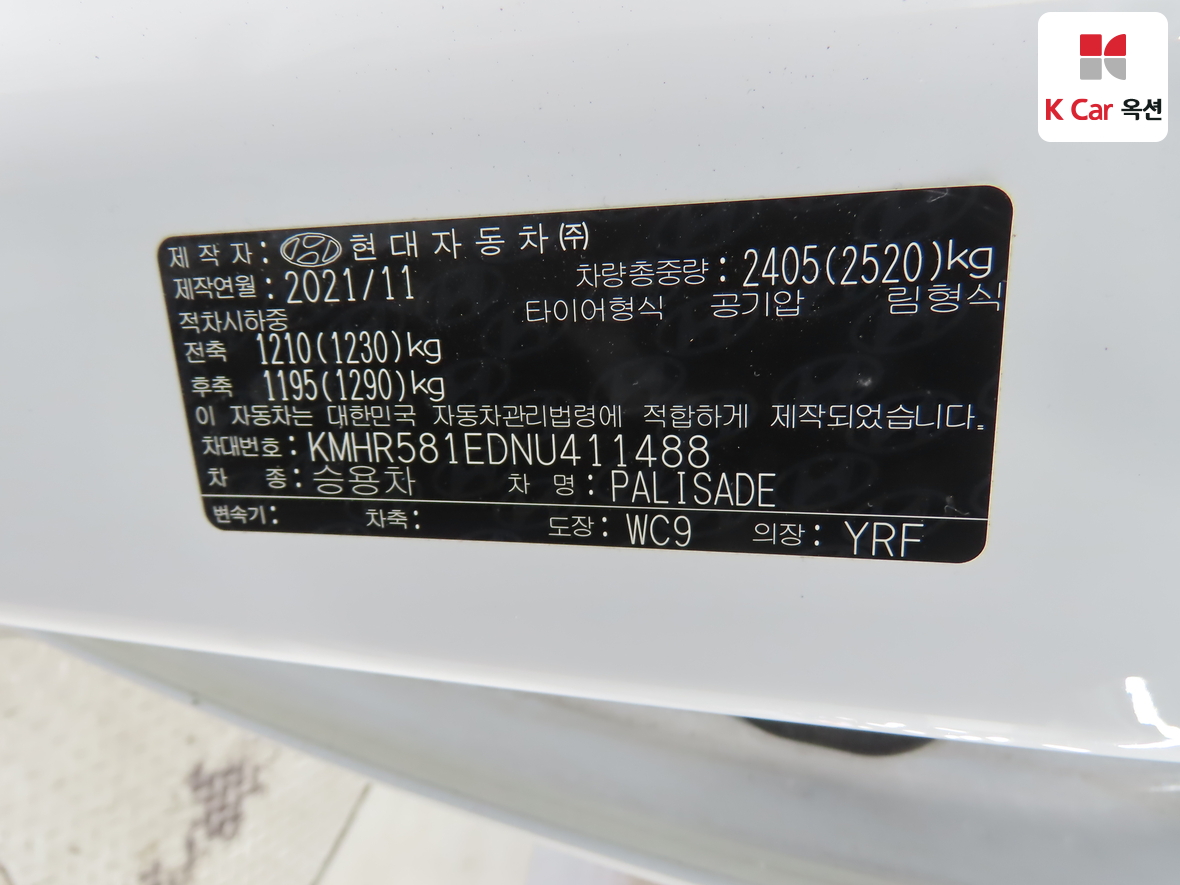 K Car 옥션
제 작 자 : 현 대 자 동 차 ㈜
제작연월 : 2021/11 차량총중량 : 2405(2520)kg
적차시하중 타이어형식 공기압 림형식
전축 1210(1230)kg
후축 1195(1290)kg
이 자동차는 대한민국 자동차관리법령에 적합하게 제작되었습니다.
차대번호 : KMHR581EDNU411488
차 종 : 승용차 차 명 : PALISADE
변속기 : 차축 : 도장 : WC9 의장 : YRF